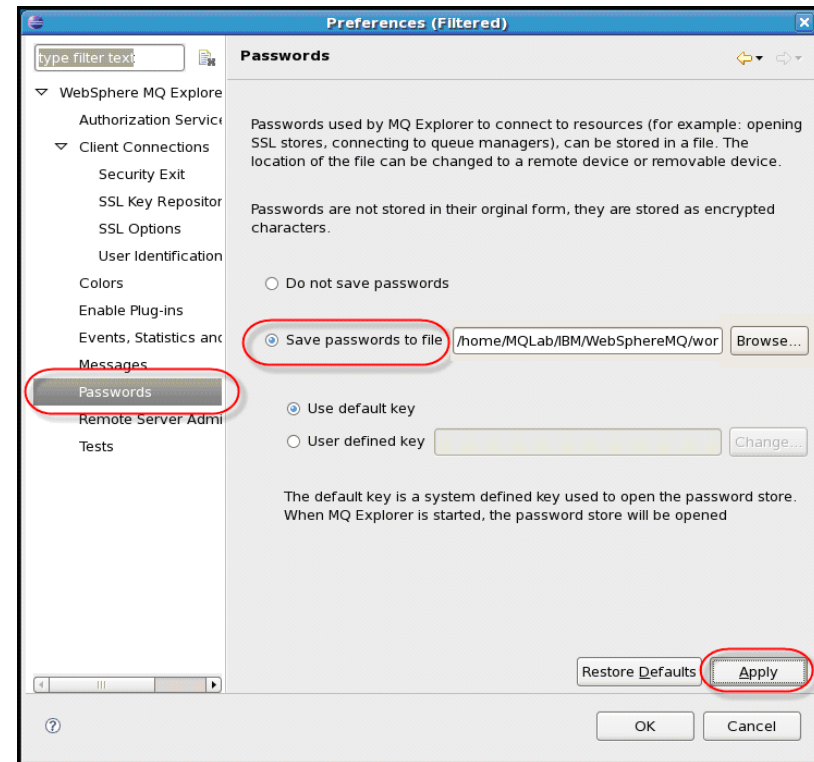 Preferences (Filtered)
type filter text
Passwords
WebSphere MQ Explore
Authorization Service
Client Connections
Security Exit
SSL Key Repositor
SSL Options
User Identification
Colors
Enable Plug-ins
Events, Statistics and
Messages
Passwords
Remote Server Admi
Tests
Passwords used by MQ Explorer to connect to resources (for example: opening
SSL stores, connecting to queue managers), can be stored in a file. The
location of the file can be changed to a remote device or removable device.
Passwords are not stored in their orginal form, they are stored as encrypted
characters.
Do not save passwords
Save passwords to file /home/MQLab/IBM/WebSphereMQ/wor Browse...
Use default key
User defined key Change...
The default key is a system defined key used to open the password store.
When MQ Explorer is started, the password store will be opened
Restore Defaults Apply
OK Cancel